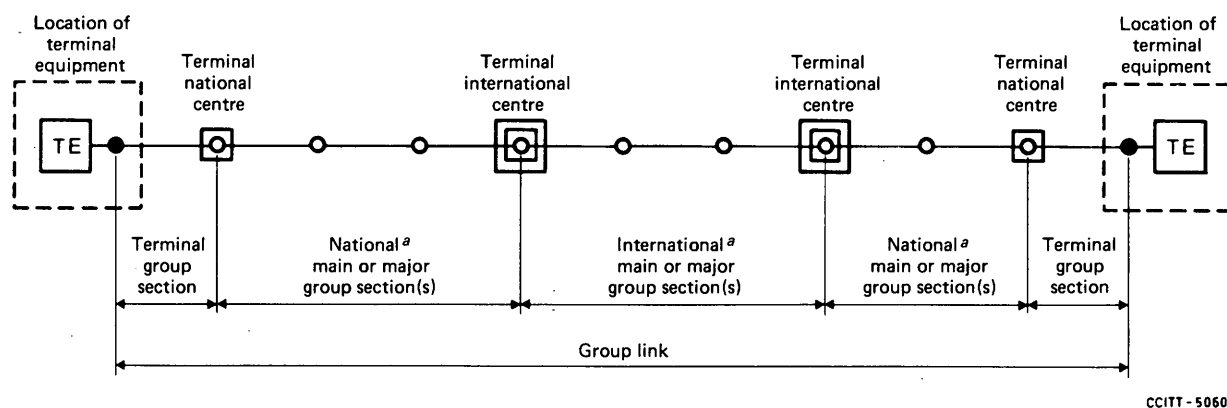 Location of
terminal
equipment
Terminal
national
centre
Terminal
international
centre
Terminal
international
centre
Terminal
national
centre
Location of
terminal
equipment
TE
TE
Terminal
group
section
National a
main or major
group section(s)
International a
main or major
group section(s)
National a
main or major
group section(s)
Terminal
group
section
Group link
CCITT - 5060